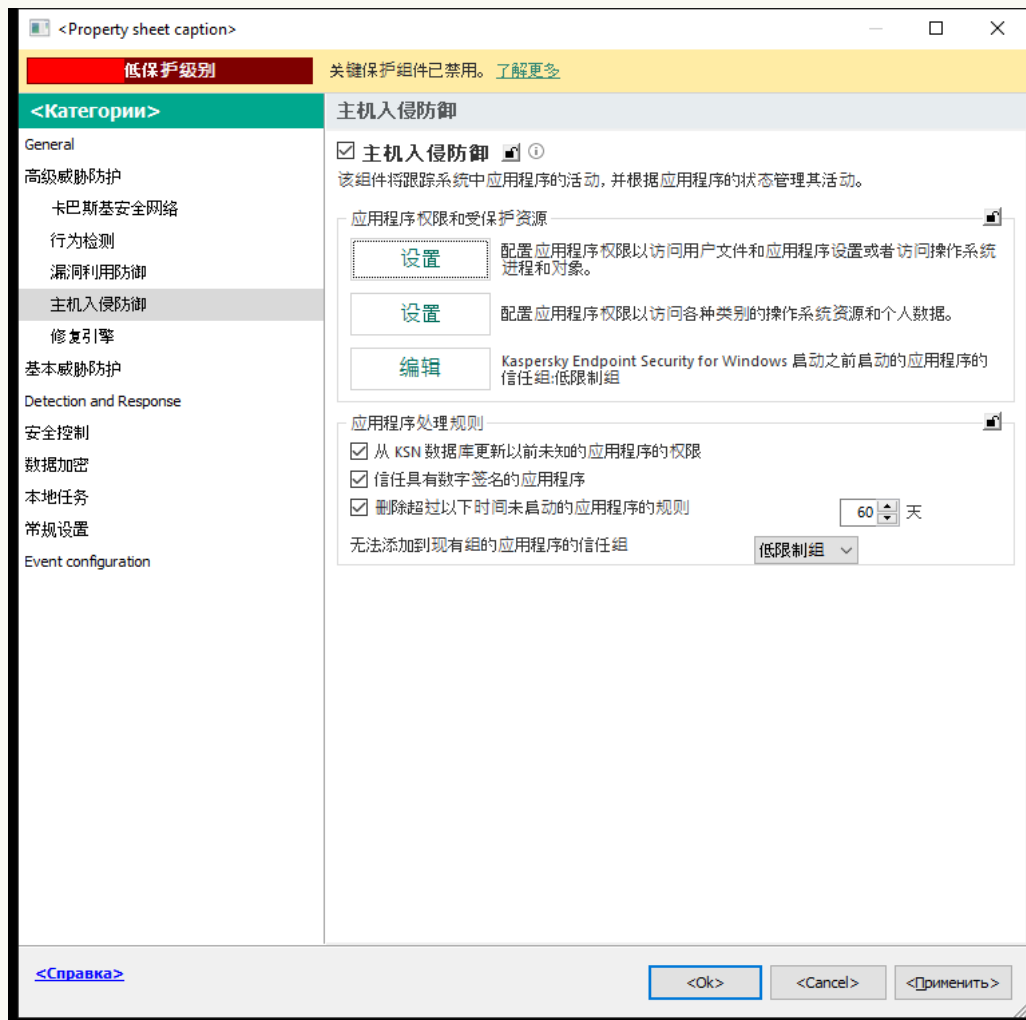 <Property sheet caption>
低保护级别
关键保护组件已禁用。 了解更多
<Категории>
General
高级威胁防护
卡巴斯基安全网络
行为检测
漏洞利用防御
主机入侵防御
修复引擎
基本威胁防护
Detection and Response
安全控制
数据加密
本地任务
常规设置
Event configuration
主机入侵防御
主机入侵防御
该组件将跟踪系统中应用程序的活动, 并根据应用程序的状态管理其活动。
应用程序权限和受保护资源
设置
配置应用程序权限以访问用户文件和应用程序设置或者访问操作系统
进程和对象。
设置
配置应用程序权限以访问各种类别的操作系统资源和个人数据。
编辑
Kaspersky Endpoint Security for Windows 启动之前启动的应用程序的
信任组:低限制组
应用程序处理规则
从 KSN 数据库更新以前未知的应用程序的权限
信任具有数字签名的应用程序
删除超过以下时间未启动的应用程序的规则
60 天
无法添加到现有组的应用程序的信任组
低限制组
<Справка>
<Ok>
<Cancel>
<Применить>